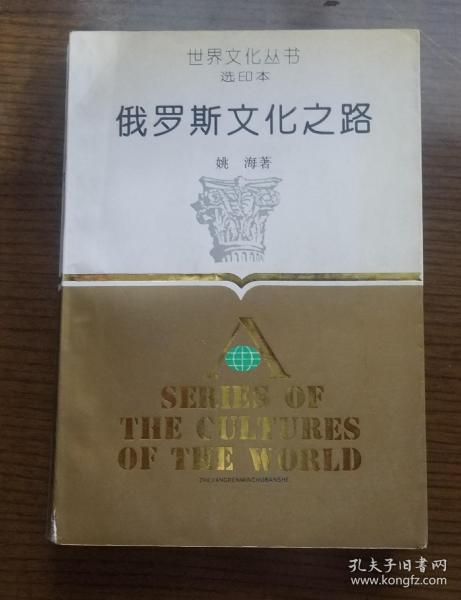 世界文化丛书
选印本
俄罗斯文化之路
姚 海著
A
SERIES OF
THE CULTURES
OF THE WORLD
ZHEJIANGRENMINCHUBANSHE
孔夫子旧书网
www.kongfz.com